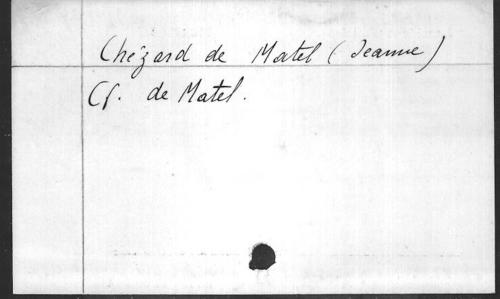 Chézard de Matel (Jeanne)
Cf. de Matel.